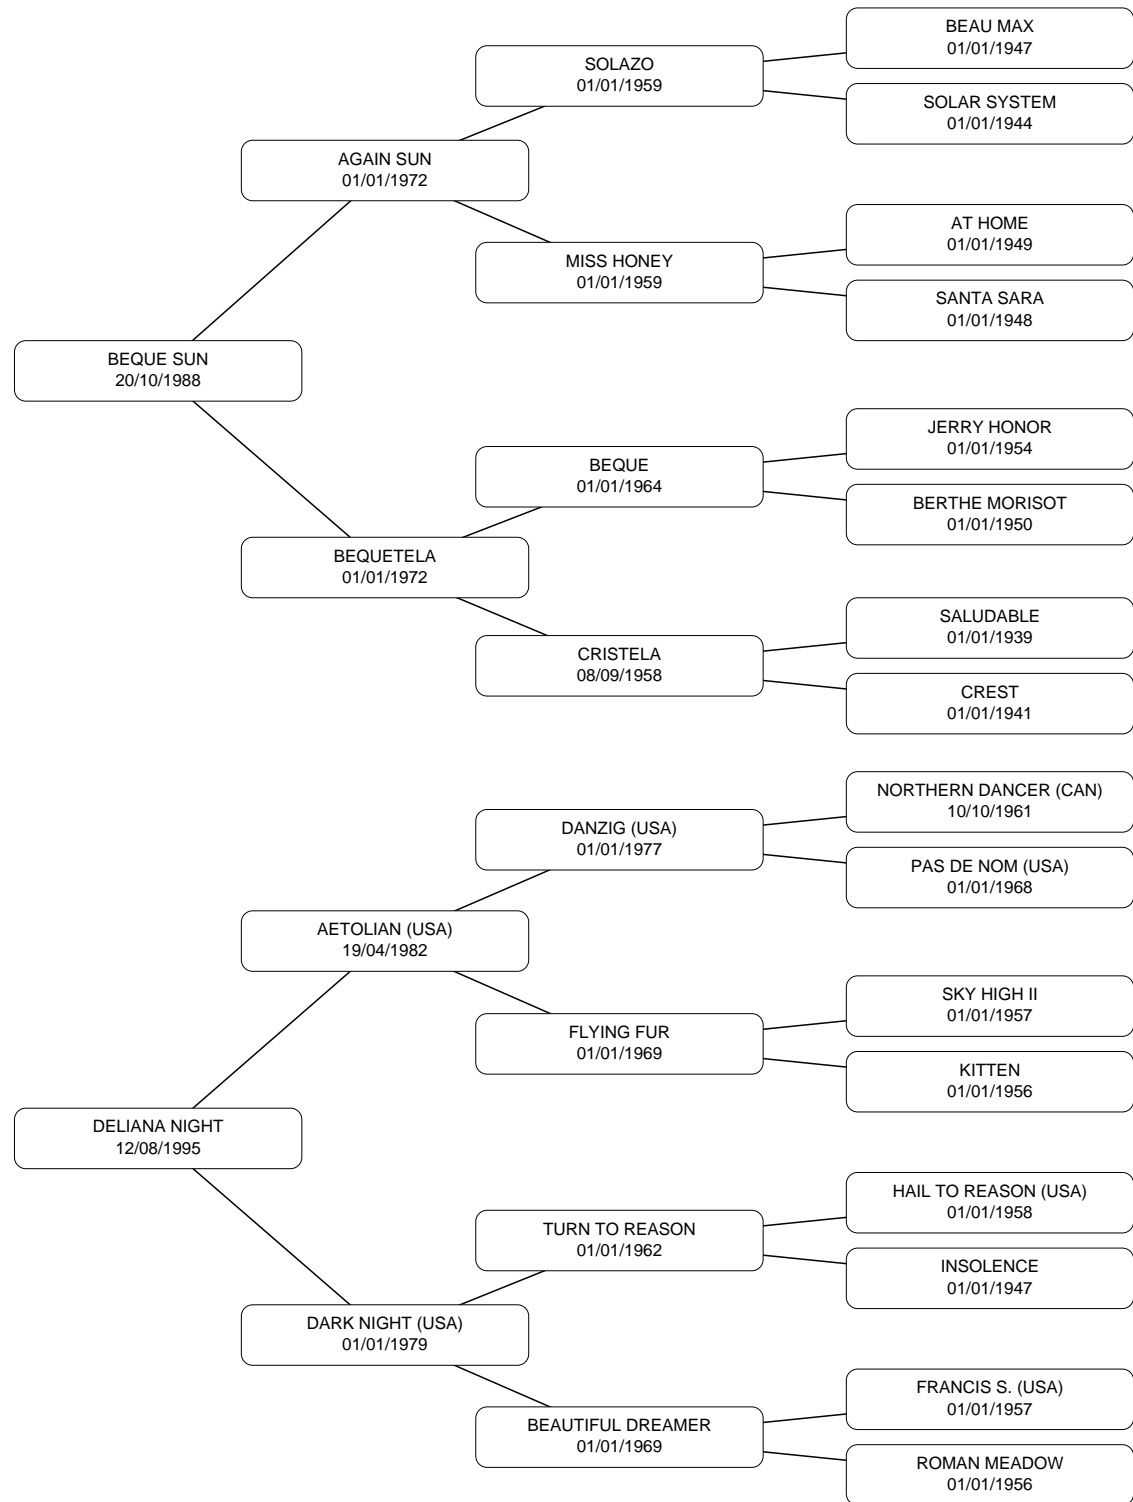 BEAU MAX
01/01/1947
SOLAZO
01/01/1959
SOLAR SYSTEM
01/01/1944
AGAIN SUN
01/01/1972
AT HOME
01/01/1949
MISS HONEY
01/01/1959
SANTA SARA
01/01/1948
BEQUE SUN
20/10/1988
JERRY HONOR
01/01/1954
BEQUE
01/01/1964
BERTHE MORISOT
01/01/1950
BEQUETELA
01/01/1972
SALUDABLE
01/01/1939
CRISTELA
08/09/1958
CREST
01/01/1941
NORTHERN DANCER (CAN)
10/10/1961
DANZIG (USA)
01/01/1977
PAS DE NOM (USA)
01/01/1968
AETOLIAN (USA)
19/04/1982
SKY HIGH II
01/01/1957
FLYING FUR
01/01/1969
KITTEN
01/01/1956
DELIANA NIGHT
12/08/1995
HAIL TO REASON (USA)
01/01/1958
TURN TO REASON
01/01/1962
INSOLENCE
01/01/1947
DARK NIGHT (USA)
01/01/1979
FRANCIS S. (USA)
01/01/1957
BEAUTIFUL DREAMER
01/01/1969
ROMAN MEADOW
01/01/1956